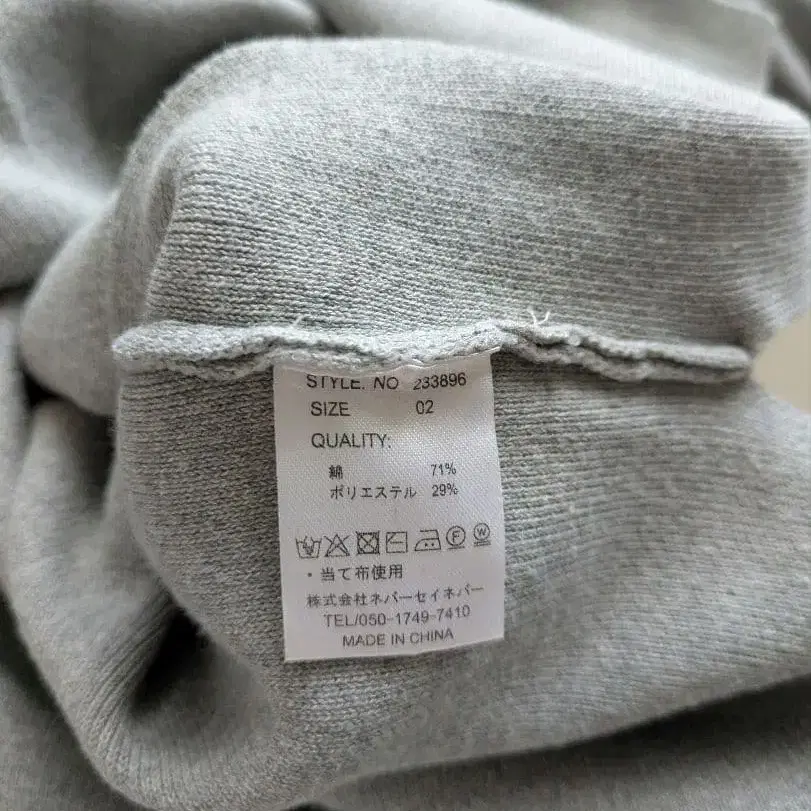 STYLE. NO 233896
SIZE 02
QUALITY:
綿 71%
ポリエステル 29%
F W
・当て布使用
株式会社ネバーセイネバー
TEL/050-1749-7410
MADE IN CHINA